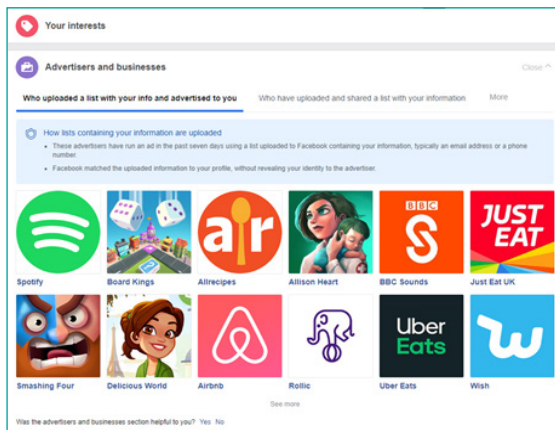 Your interests
Advertisers and businesses
Close
Who uploaded a list with your info and advertised to you
Who have uploaded and shared a list with your information
More
How lists containing your information are uploaded
These advertisers have run an ad in the past seven days using a list uploaded to Facebook containing your information, typically an email address or a phone
number.
Facebook matched the uploaded information to your profile, without revealing your identity to the advertiser.
air
BBC
S
JUST
EAT
Spotify
Board Kings
Allrecipes
Allison Heart
BBC Sounds
Just Eat UK
Uber
Eats
w
Smashing Four
Delicious World
Airbnb
Rollic
Uber Eats
Wish
See more
Was the advertisers and businesses section helpful to you? Yes No